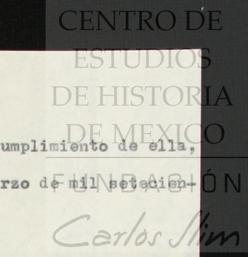 CENTRO DE
ESTUDIOS
DE HISTORIA
DE MEXICO
umplimiento de ella,
rzo de mil setecien-
FUNDACIÓN
Carlos Slim